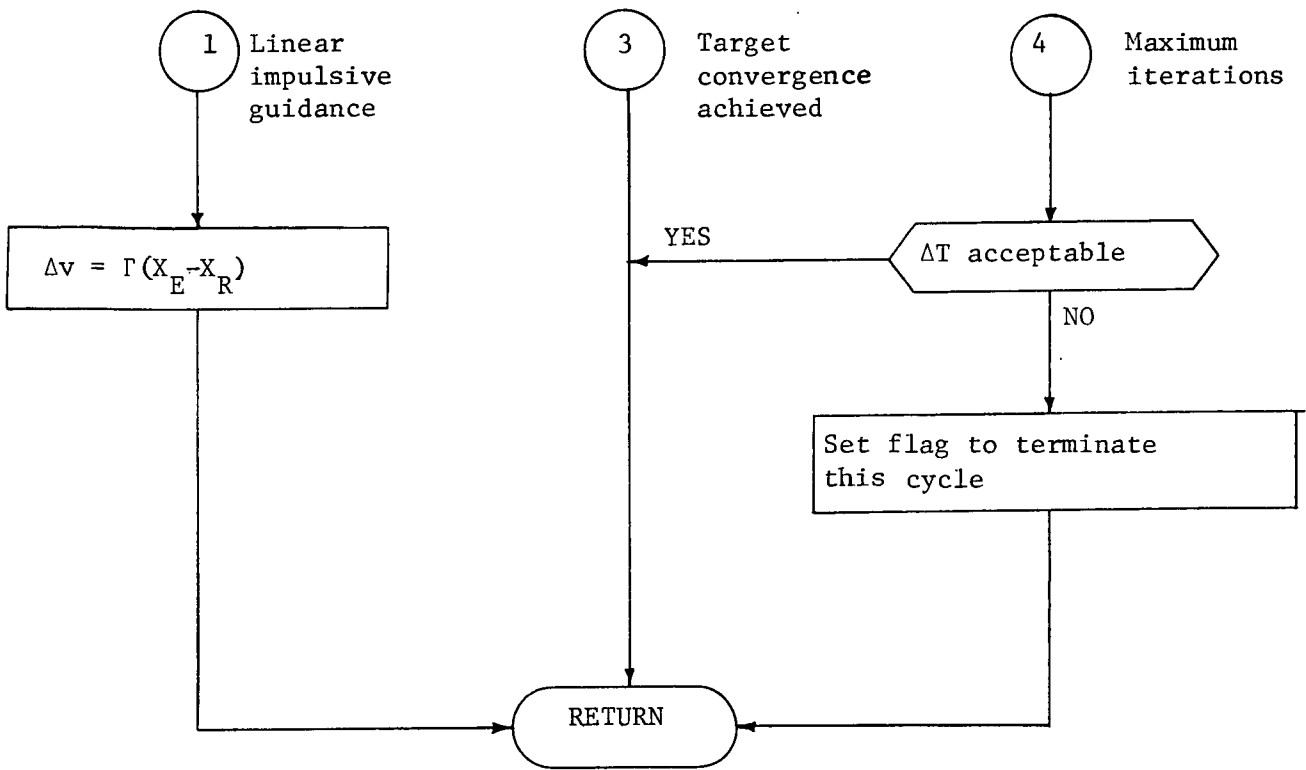 1 Linear
impulsive
guidance
3 Target
convergence
achieved
4 Maximum
iterations
Δv = Γ(X_E-X_R)
YES
ΔT acceptable
NO
Set flag to terminate
this cycle
RETURN